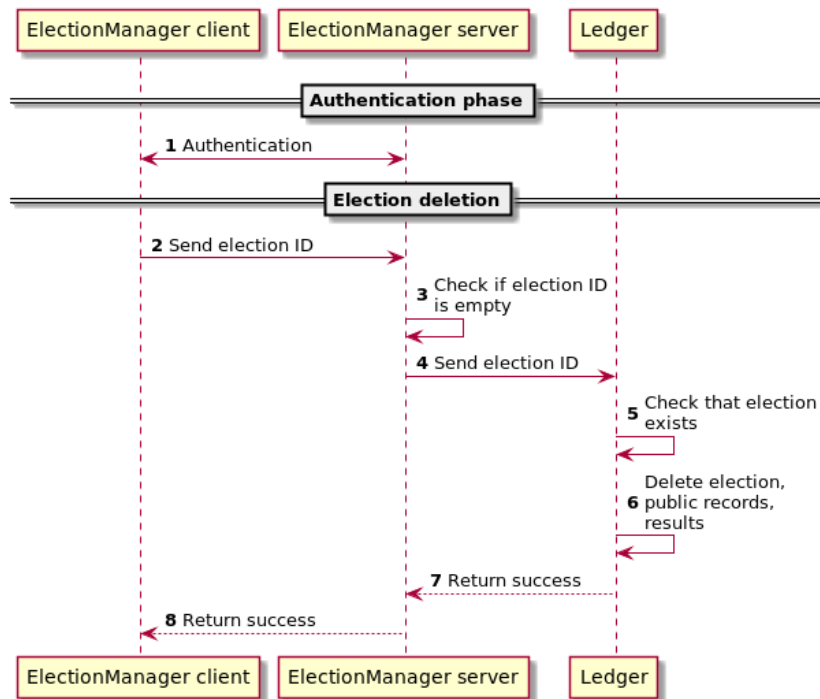 ElectionManager client ElectionManager server Ledger
Authentication phase
1 Authentication
Election deletion
2 Send election ID
3 Check if election ID
is empty
4 Send election ID
5 Check that election
exists
Delete election,
6 public records,
results
7 Return success
8 Return success
ElectionManager client ElectionManager server Ledger